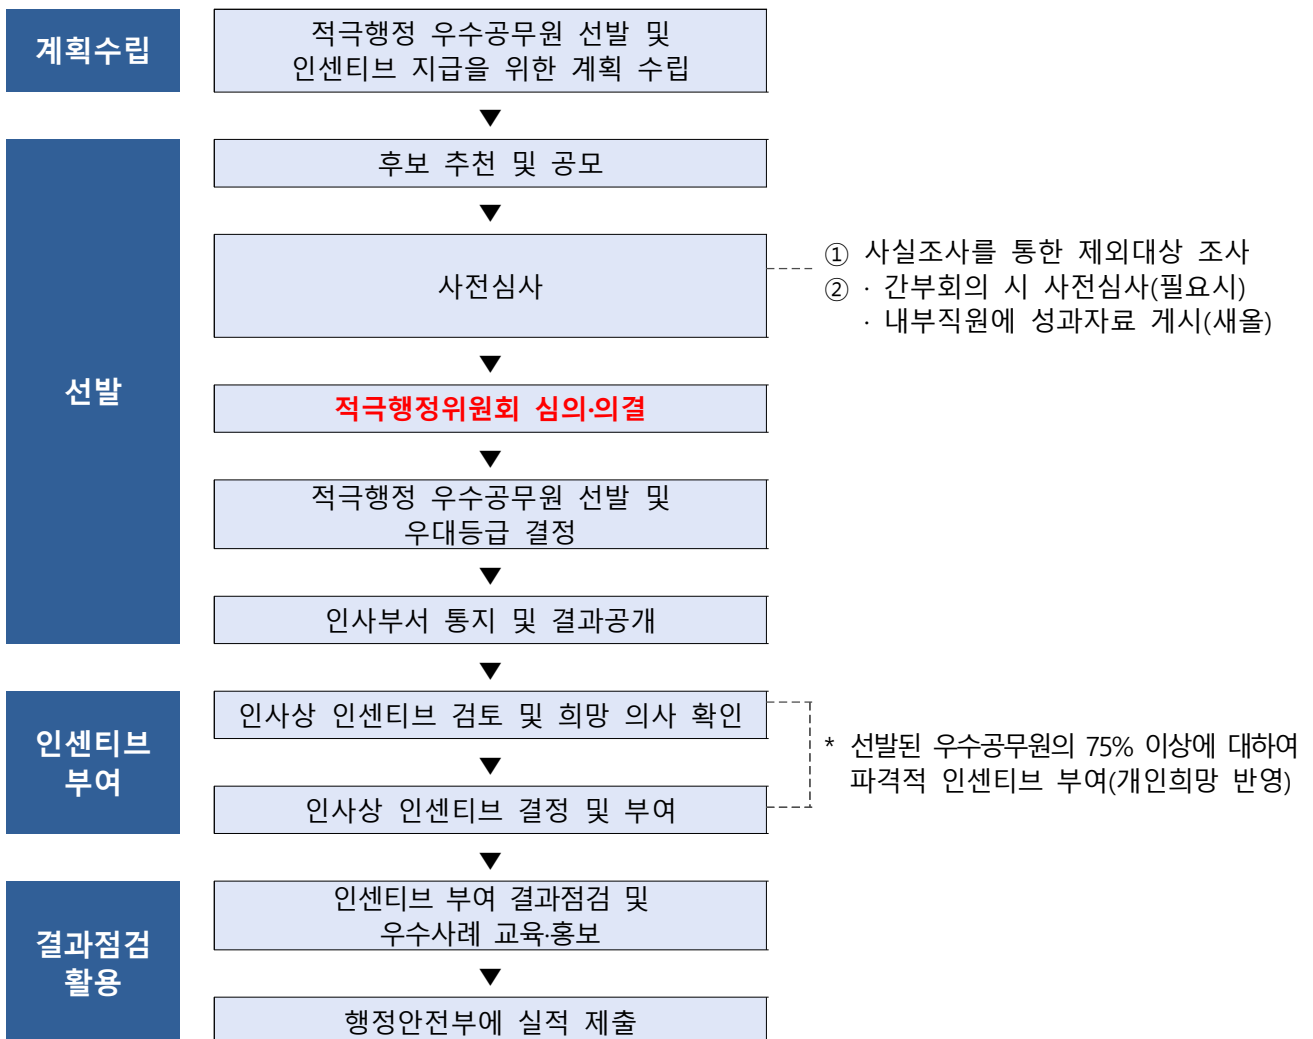 계획수립
적극행정 우수공무원 선발 및
인센티브 지급을 위한 계획 수립
▼
선발
후보 추천 및 공모
▼
사전심사
① 사실조사를 통한 제외대상 조사
② · 간부회의 시 사전심사(필요시)
· 내부직원에 성과자료 게시(새올)
▼
적극행정위원회 심의·의결
▼
적극행정 우수공무원 선발 및
우대등급 결정
▼
인사부서 통지 및 결과공개
▼
인센티브
부여
인사상 인센티브 검토 및 희망 의사 확인
▼
인사상 인센티브 결정 및 부여
* 선발된 우수공무원의 75% 이상에 대하여
파격적 인센티브 부여(개인희망 반영)
▼
결과점검
활용
인센티브 부여 결과점검 및
우수사례 교육·홍보
▼
행정안전부에 실적 제출